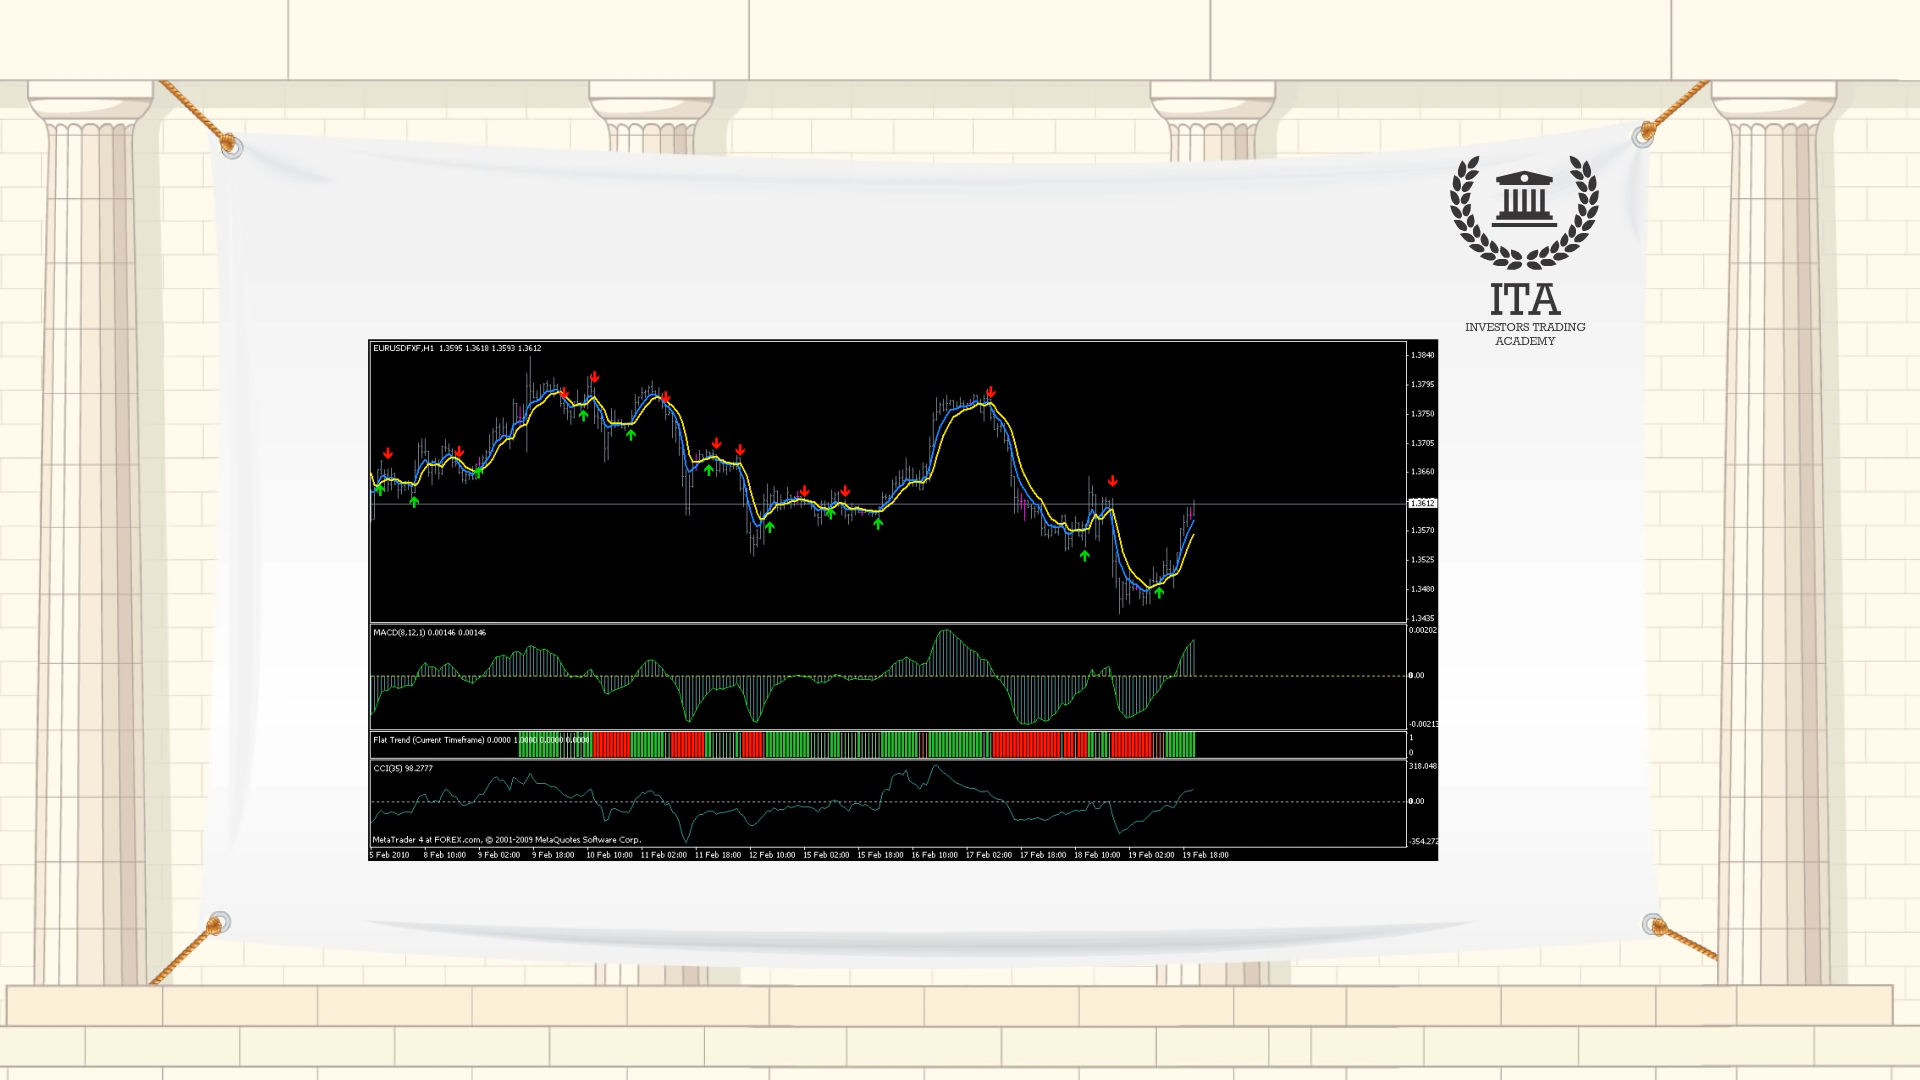 ITA
INVESTORS TRADING
ACADEMY
EURUSDFXF,H1 1.3595 1.3618 1.3593 1.3612
1.3840
1.3795
1.3750
1.3705
1.3660
1.3612
1.3570
1.3525
1.3480
1.3435
MACD(8,12,1) 0.00146 0.00146
0.00202
0.00
-0.00213
Flat Trend (Current Timeframe) 0.0000 1.0000 0.0000 0.0000
1
0
CCI(35) 98.2777
318.048
0.00
-354.272
MetaTrader 4 at FOREX.com, © 2001-2009 MetaQuotes Software Corp.
5 Feb 2010 8 Feb 10:00 9 Feb 02:00 9 Feb 18:00 10 Feb 10:00 11 Feb 02:00 11 Feb 18:00 12 Feb 10:00 15 Feb 02:00 15 Feb 18:00 16 Feb 10:00 17 Feb 02:00 17 Feb 18:00 18 Feb 10:00 19 Feb 02:00 19 Feb 18:00